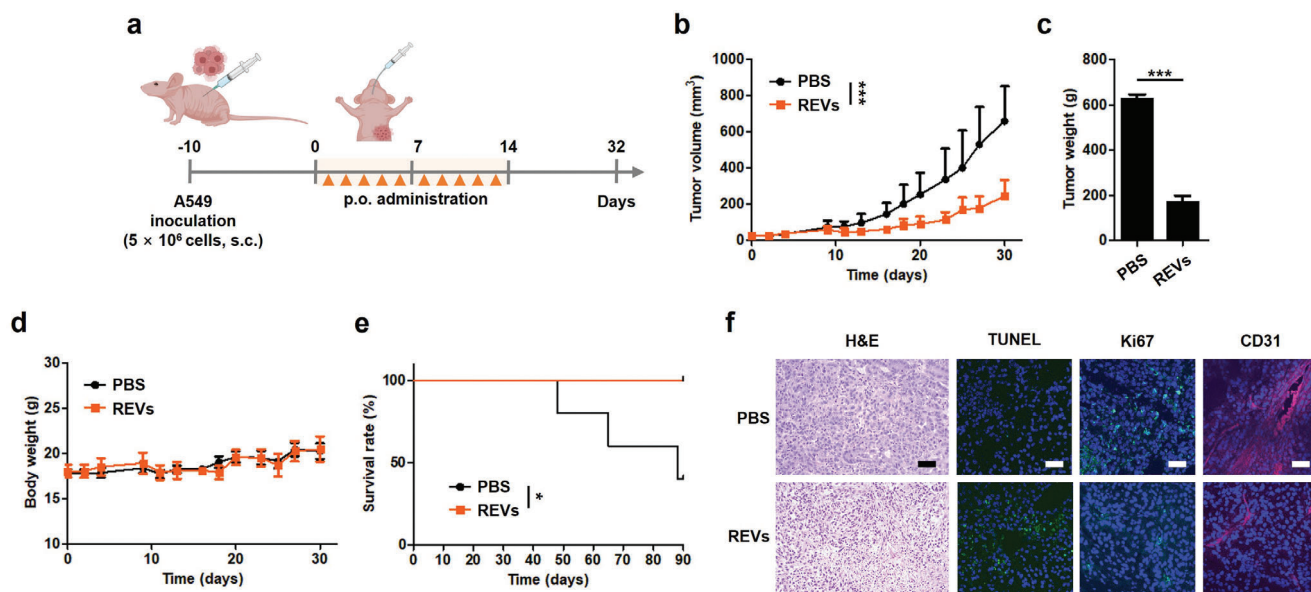 a
-10
0
7
14
32
A549
inoculation
(5 × 10⁶ cells, s.c.)
p.o. administration
Days
b
Tumor volume (mm³)
1000
800
600
400
200
0
PBS
REVs
***
0
10
20
30
Time (days)
c
Tumor weight (g)
800
600
400
200
0
***
PBS
REVs
d
Body weight (g)
30
25
20
15
10
PBS
REVs
0
10
20
30
Time (days)
e
Survival rate (%)
100
50
0
PBS
REVs
*
0
10
20
30
40
50
60
70
80
90
Time (days)
f
H&E
TUNEL
Ki67
CD31
PBS
REVs